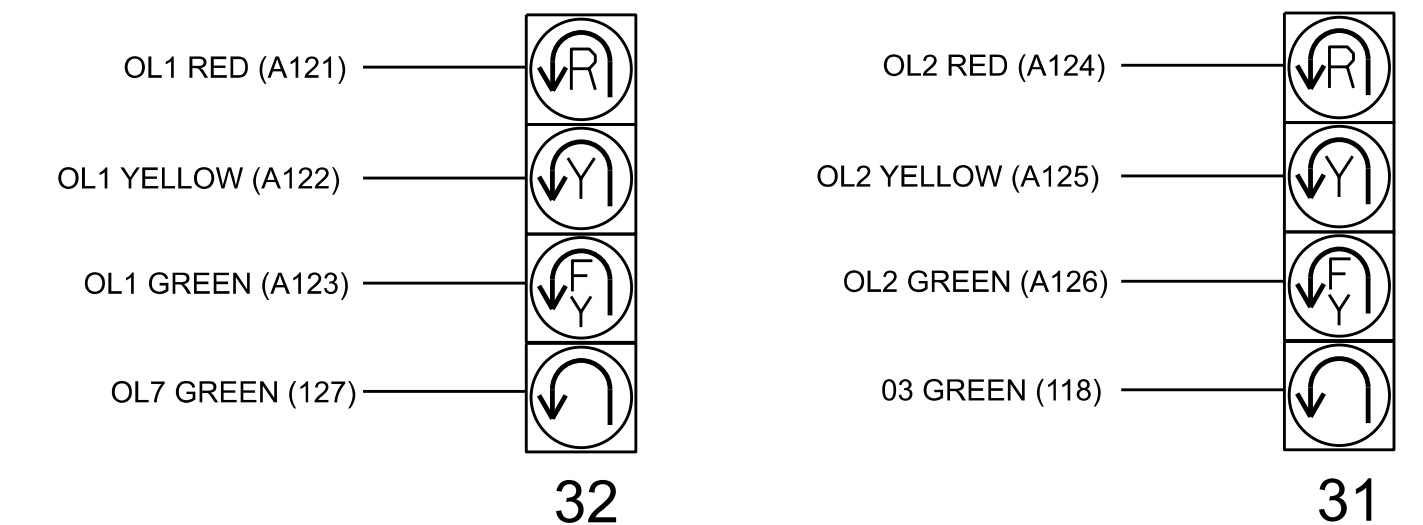 OL1 RED (A121)
R
OL1 YELLOW (A122)
Y
OL1 GREEN (A123)
F
Y
OL7 GREEN (127)
32
OL2 RED (A124)
R
OL2 YELLOW (A125)
Y
OL2 GREEN (A126)
F
Y
03 GREEN (118)
31